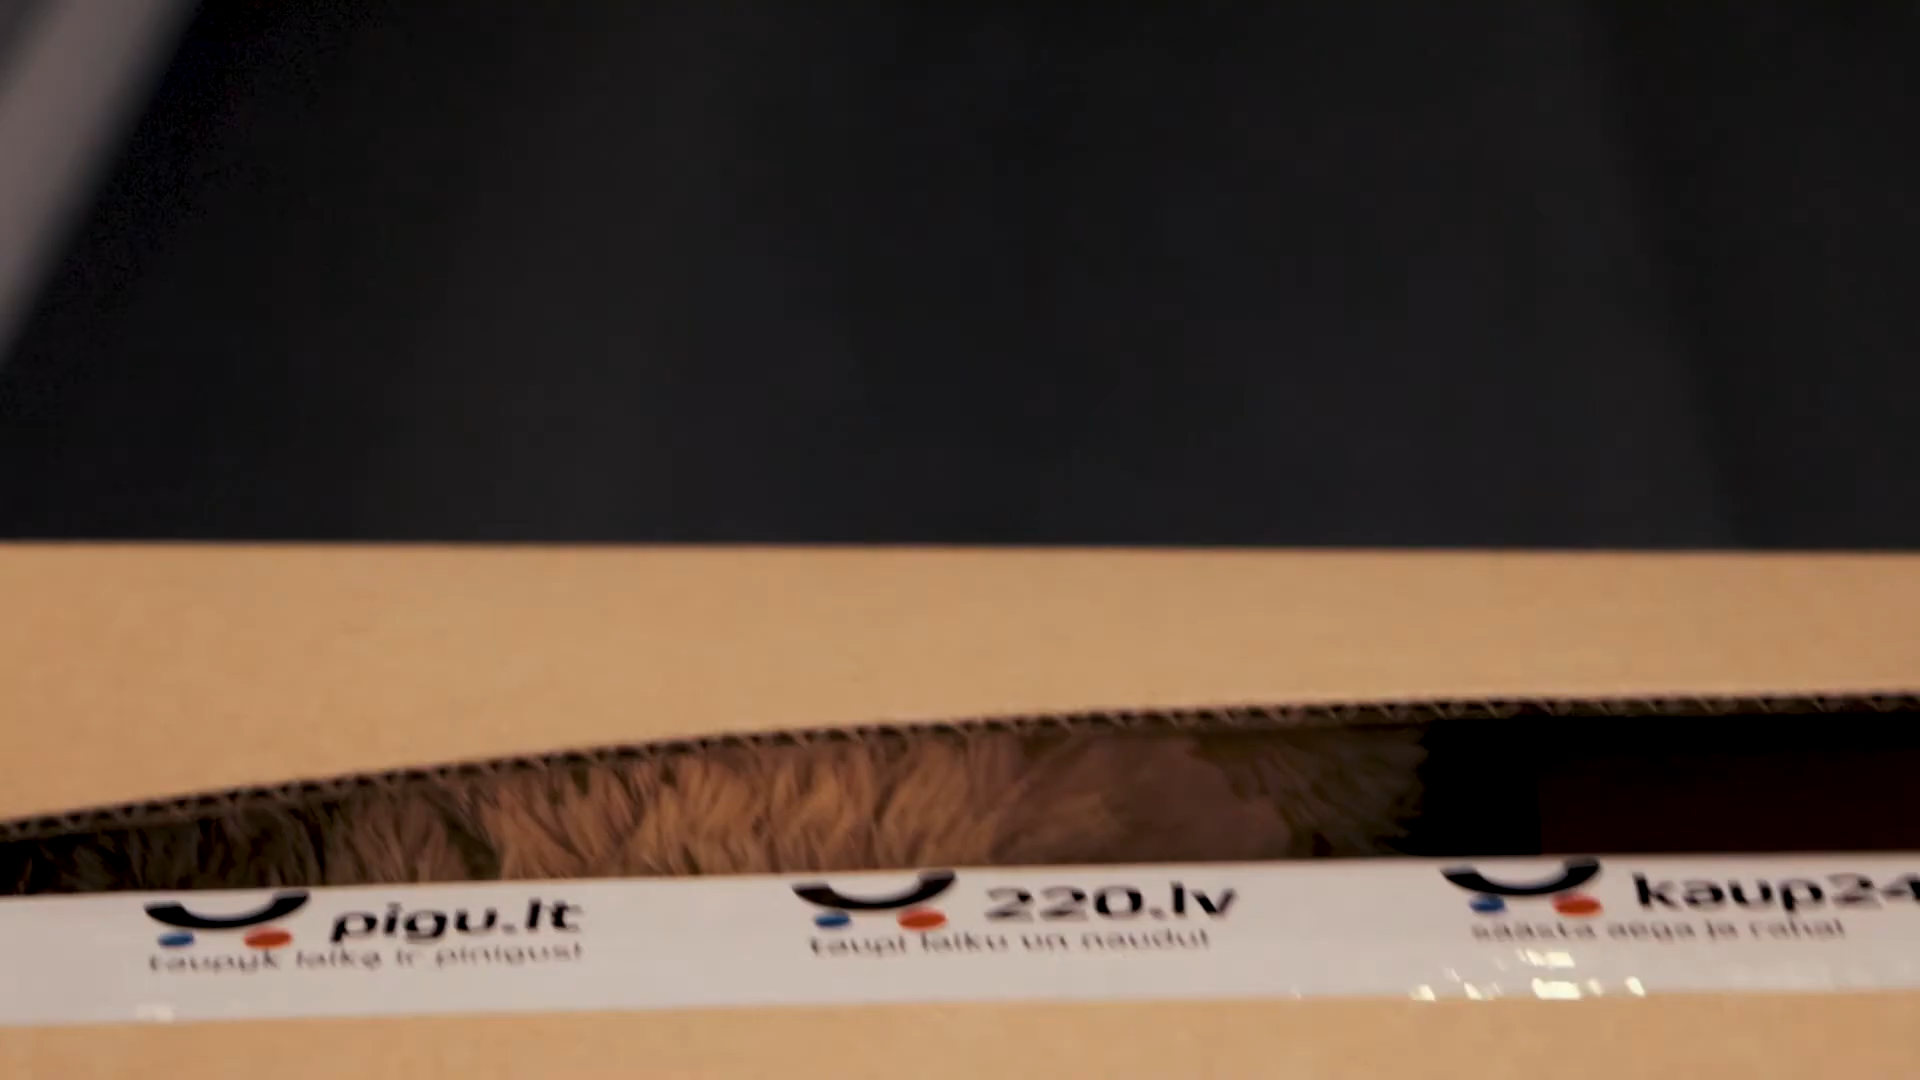 pigu.lt
taupyk laiką ir pinigus!
220.lv
taupi laiku un naudu!
kaup24
säästa aega ja raha!